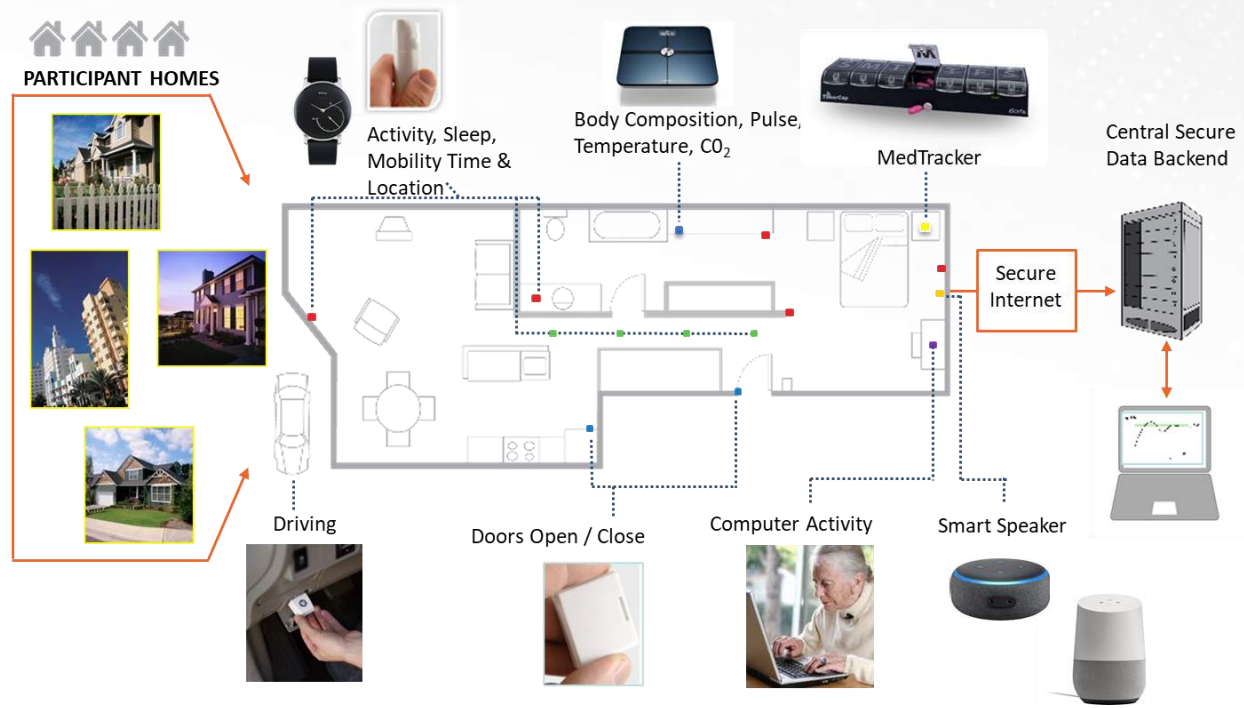 PARTICIPANT HOMES
Activity, Sleep,
Mobility Time &
Location
Body Composition, Pulse,
Temperature, C0₂
MedTracker
Central Secure
Data Backend
Secure
Internet
Driving
Doors Open / Close
Computer Activity
Smart Speaker